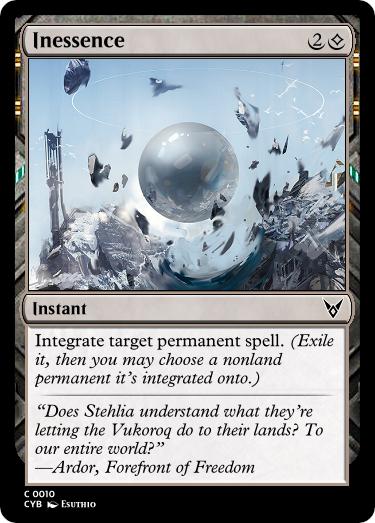 Inessence 2
Instant
Integrate target permanent spell. (Exile
it, then you may choose a nonland
permanent it's integrated onto.)
“Does Stehlia understand what they're
letting the Vukoroq do to their lands? To
our entire world?”
—Ardor, Forefront of Freedom
C 0010
CYB Esuthio